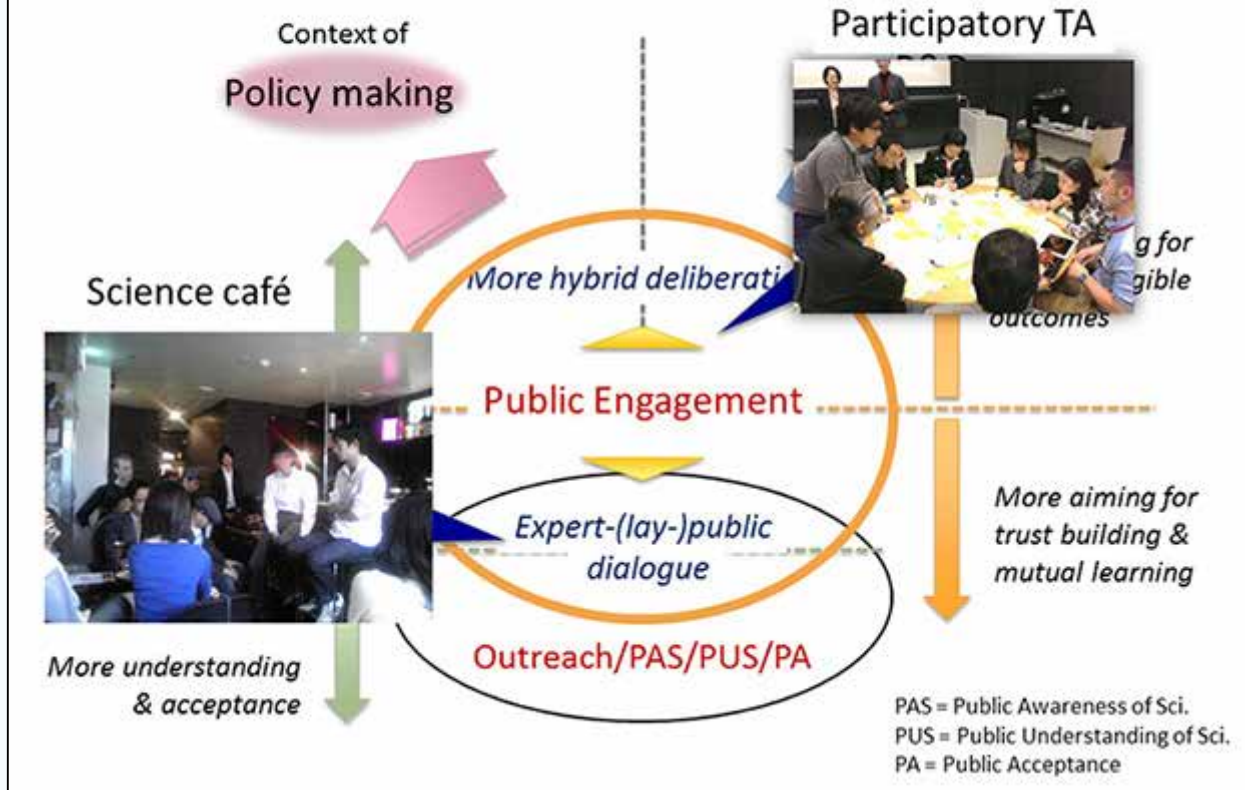 Context of
Policy making
Participatory TA
Science café
More hybrid deliberati
g for
gible
outcomes
Public Engagement
Expert-(lay-)public
dialogue
More aiming for
trust building &
mutual learning
Outreach/PAS/PUS/PA
More understanding
& acceptance
PAS = Public Awareness of Sci.
PUS = Public Understanding of Sci.
PA = Public Acceptance